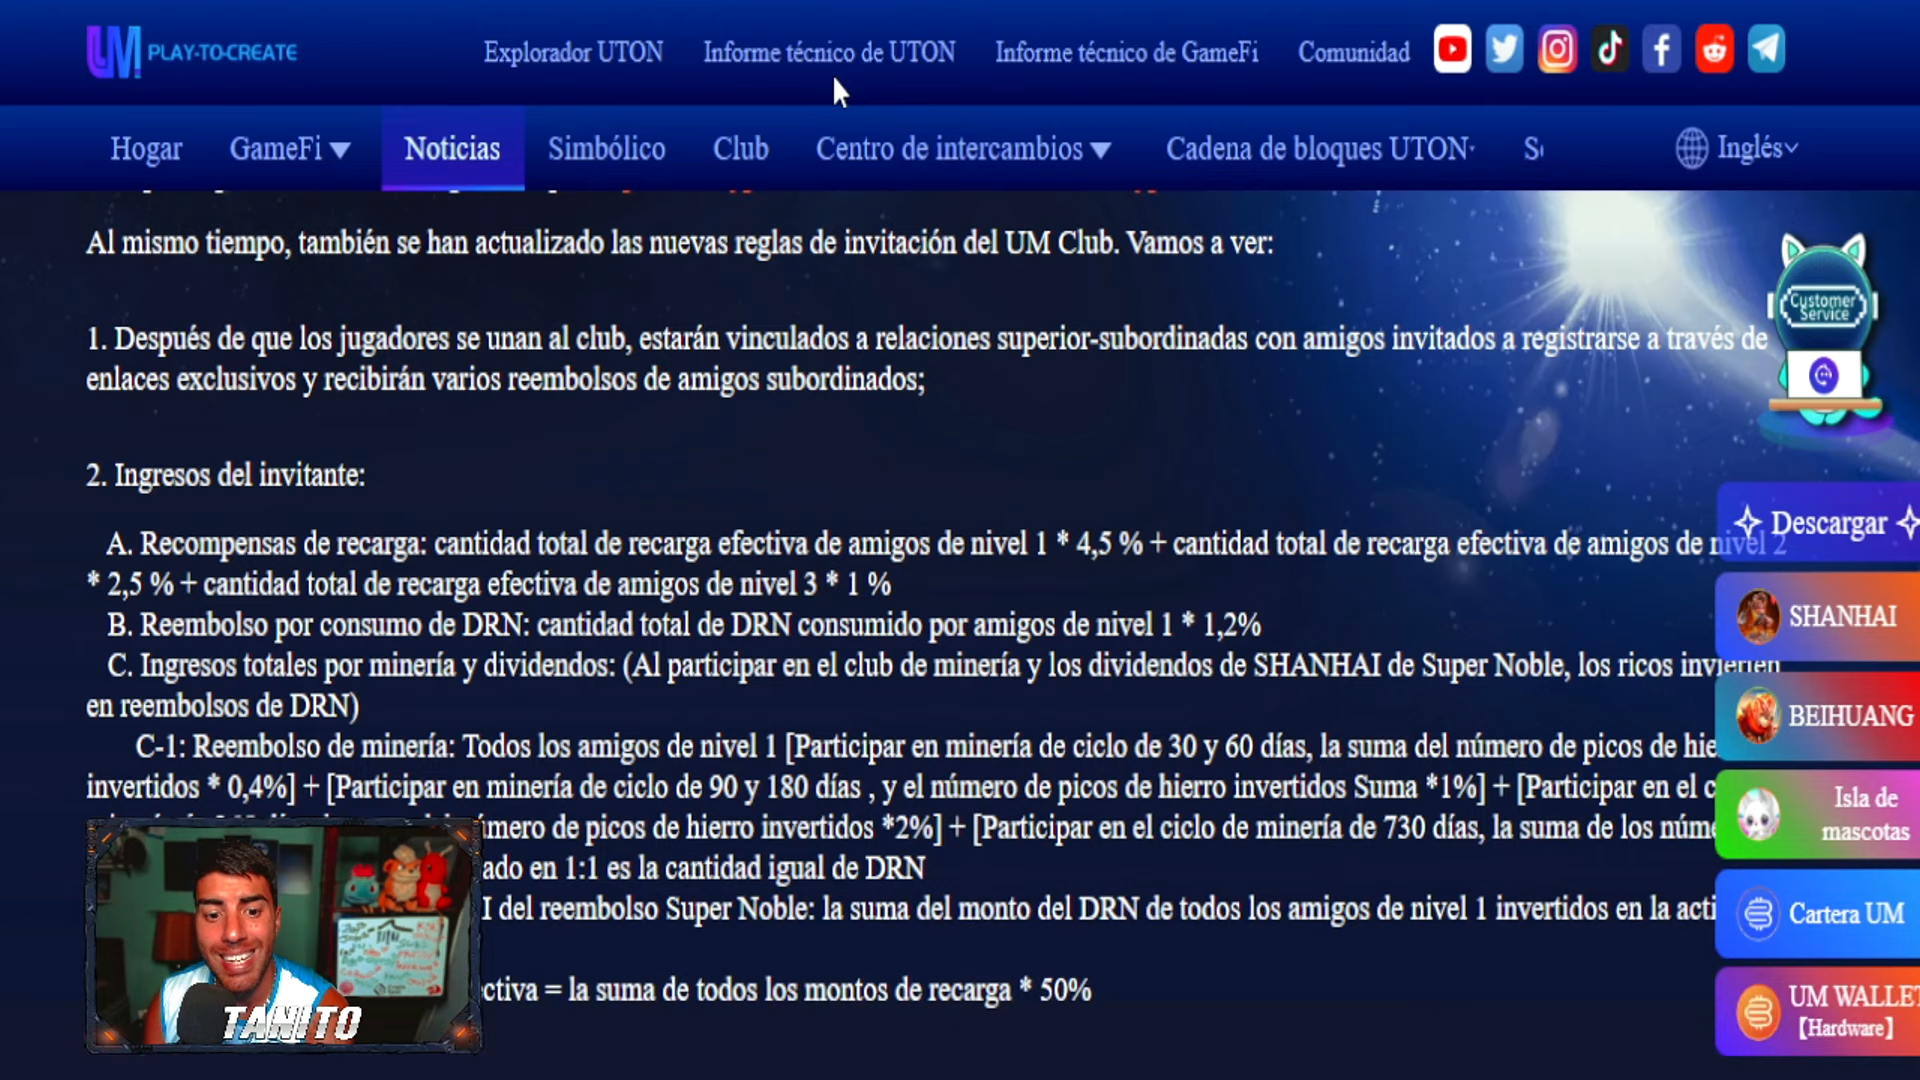 UM PLAY-TO-CREATE
Explorador UTON
Informe técnico de UTON
Informe técnico de GameFi
Comunidad
Hogar
GameFi
Noticias
Simbólico
Club
Centro de intercambios
Cadena de bloques UTON
Inglés
Al mismo tiempo, también se han actualizado las nuevas reglas de invitación del UM Club. Vamos a ver:
1. Después de que los jugadores se unan al club, estarán vinculados a relaciones superior-subordinadas con amigos invitados a registrarse a través de
enlaces exclusivos y recibirán varios reembolsos de amigos subordinados;
2. Ingresos del invitante:
A. Recompensas de recarga: cantidad total de recarga efectiva de amigos de nivel 1 * 4,5 % + cantidad total de recarga efectiva de amigos de nivel 2
* 2,5 % + cantidad total de recarga efectiva de amigos de nivel 3 * 1 %
B. Reembolso por consumo de DRN: cantidad total de DRN consumido por amigos de nivel 1 * 1,2%
C. Ingresos totales por minería y dividendos: (Al participar en el club de minería y los dividendos de SHANHAI de Super Noble, los ricos invierten
en reembolsos de DRN)
C-1: Reembolso de minería: Todos los amigos de nivel 1 [Participar en minería de ciclo de 30 y 60 días, la suma del número de picos de hie
invertidos * 0,4%] + [Participar en minería de ciclo de 90 y 180 días , y el número de picos de hierro invertidos Suma *1%] + [Participar en el c
úmero de picos de hierro invertidos *2%] + [Participar en el ciclo de minería de 730 días, la suma de los núme
ado en 1:1 es la cantidad igual de DRN
I del reembolso Super Noble: la suma del monto del DRN de todos los amigos de nivel 1 invertidos en la acti
ctiva = la suma de todos los montos de recarga * 50%
Customer
Service
Descargar
SHANHAI
BEIHUANG
Isla de
mascotas
Cartera UM
UM WALLET
【Hardware】
TANITO